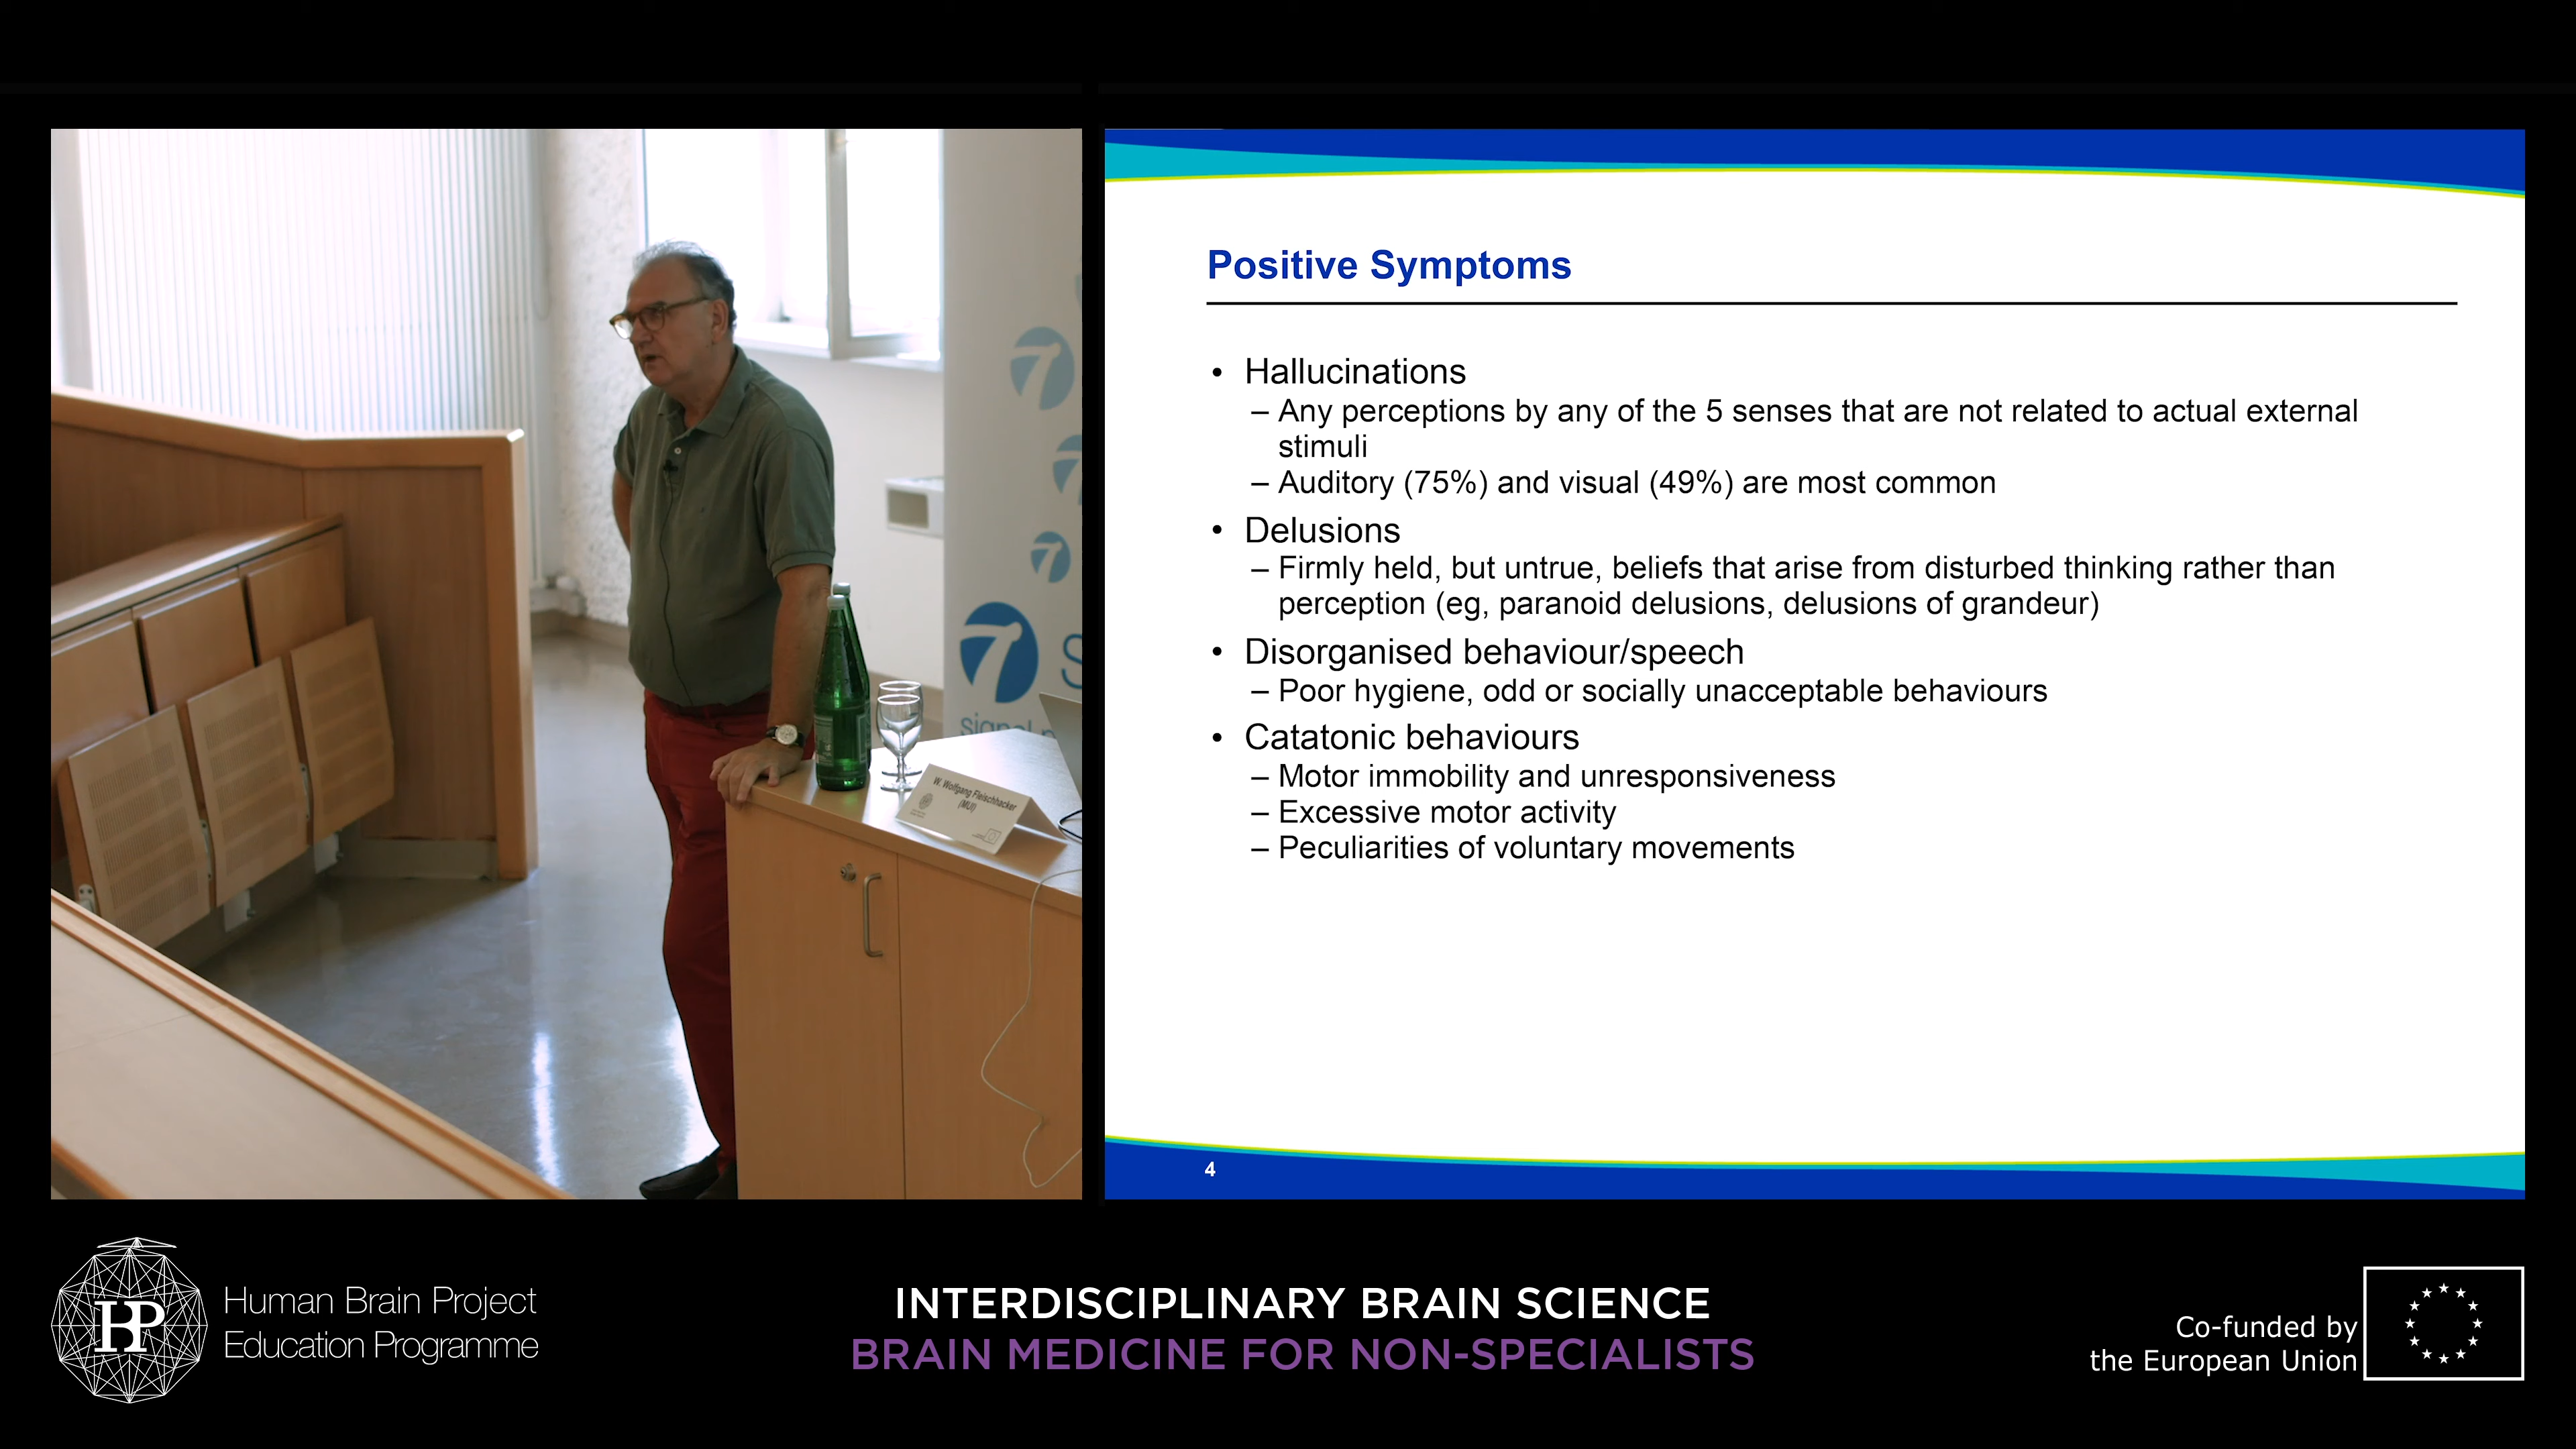 W. Wolfgang Fleischhacker
(MUI)
Positive Symptoms
• Hallucinations
– Any perceptions by any of the 5 senses that are not related to actual external
stimuli
– Auditory (75%) and visual (49%) are most common
• Delusions
– Firmly held, but untrue, beliefs that arise from disturbed thinking rather than
perception (eg, paranoid delusions, delusions of grandeur)
• Disorganised behaviour/speech
– Poor hygiene, odd or socially unacceptable behaviours
• Catatonic behaviours
– Motor immobility and unresponsiveness
– Excessive motor activity
– Peculiarities of voluntary movements
4
HBP
Human Brain Project
Education Programme
INTERDISCIPLINARY BRAIN SCIENCE
BRAIN MEDICINE FOR NON-SPECIALISTS
Co-funded by
the European Union